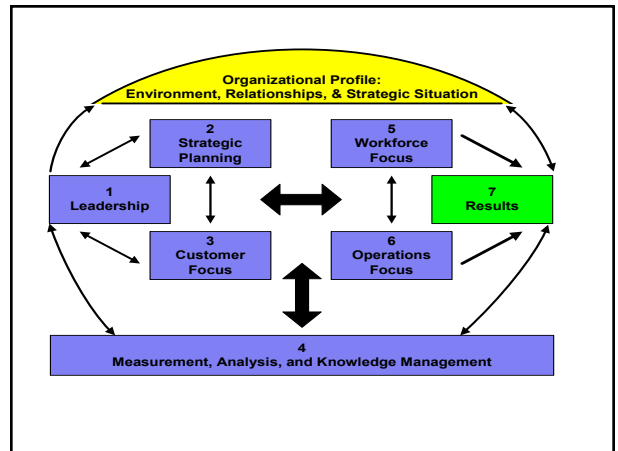 Organizational Profile:
Environment, Relationships, & Strategic Situation
2
Strategic
Planning
5
Workforce
Focus
1
Leadership
7
Results
3
Customer
Focus
6
Operations
Focus
4
Measurement, Analysis, and Knowledge Management